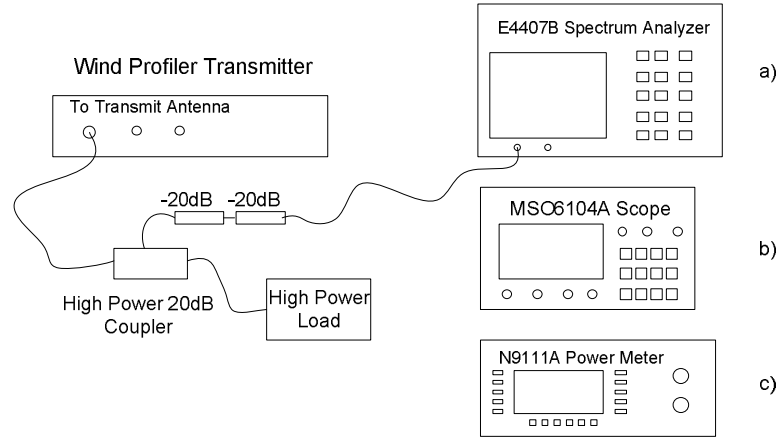 E4407B Spectrum Analyzer
a)
Wind Profiler Transmitter
To Transmit Antenna
-20dB -20dB
MSO6104A Scope
b)
High Power 20dB
Coupler
High Power
Load
N9111A Power Meter
c)